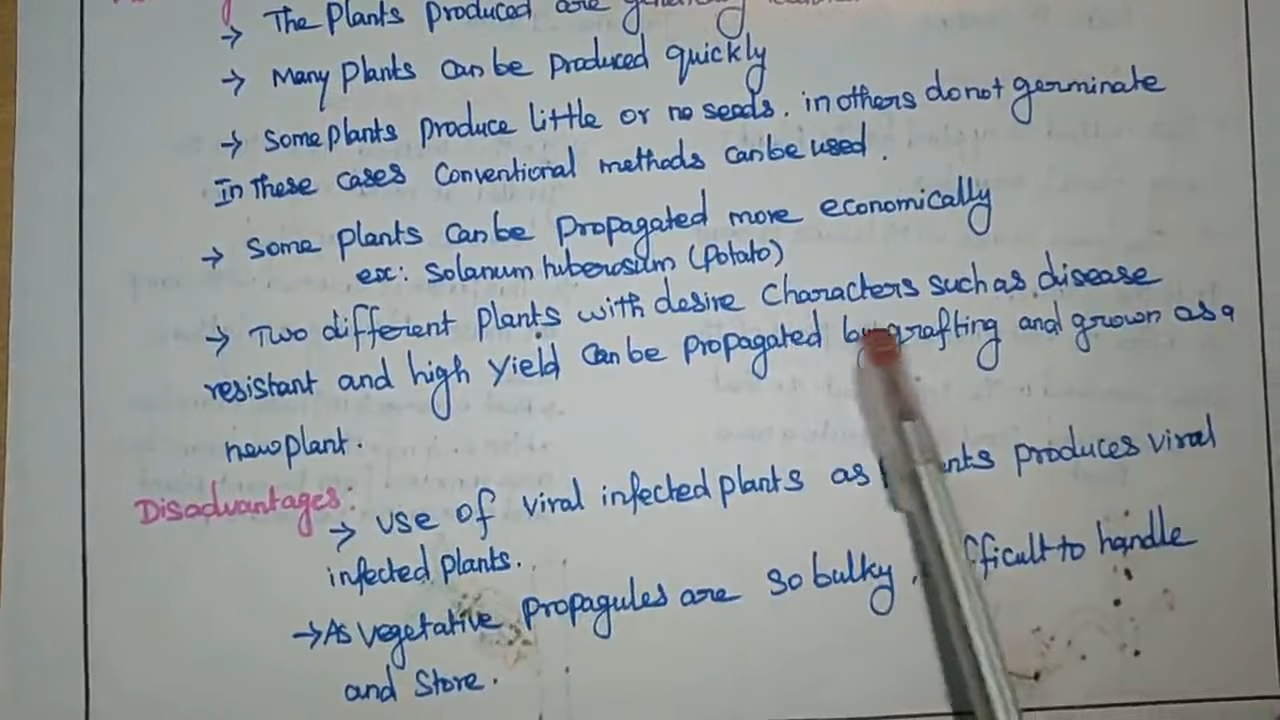 → The plants produced are
→ Many plants can be produced quickly
→ Some plants produce little or no seeds. in others do not germinate
In these cases conventional methods can be used.
→ Some plants can be propagated more economically
ex: Solanum tuberosum (potato)
→ Two different plants with desire characters such as disease
resistant and high yield can be propagated by grafting and grown as a
new plant.
Disadvantages:
→ Use of viral infected plants as produces viral
infected plants.
→ As vegetative propagules are so bulky, to handle
and store.